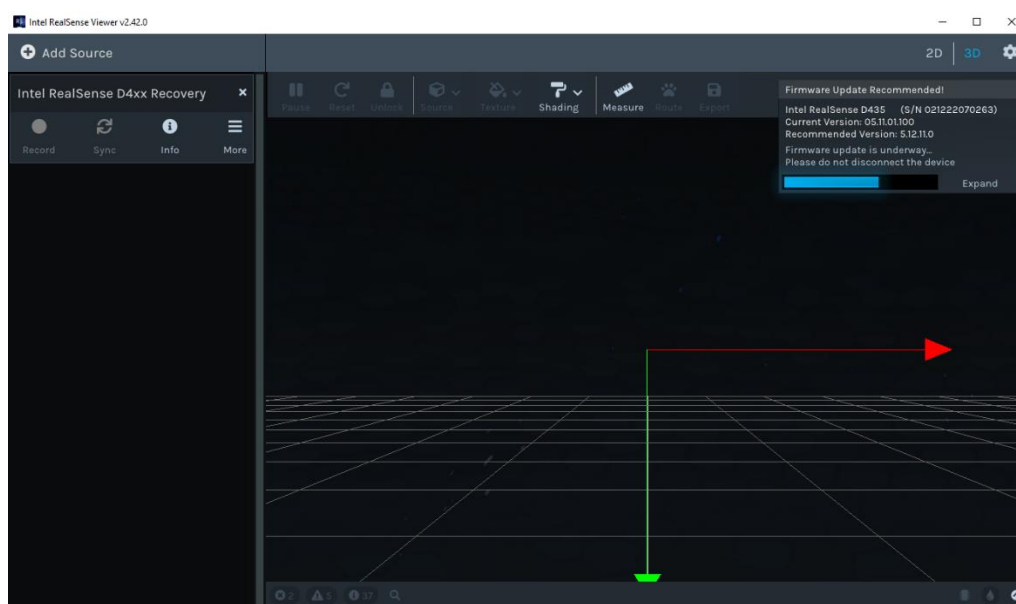 Intel RealSense Viewer v2.42.0
Add Source
2D | 3D
Intel RealSense D4xx Recovery
Record Sync Info More
Pause Reset Unlock Source Texture Shading Measure Route Export
Firmware Update Recommended!
Intel RealSense D435 (S/N 021222070263)
Current Version: 05.11.01.100
Recommended Version: 5.12.11.0
Firmware update is underway...
Please do not disconnect the device
Expand
2 5 37